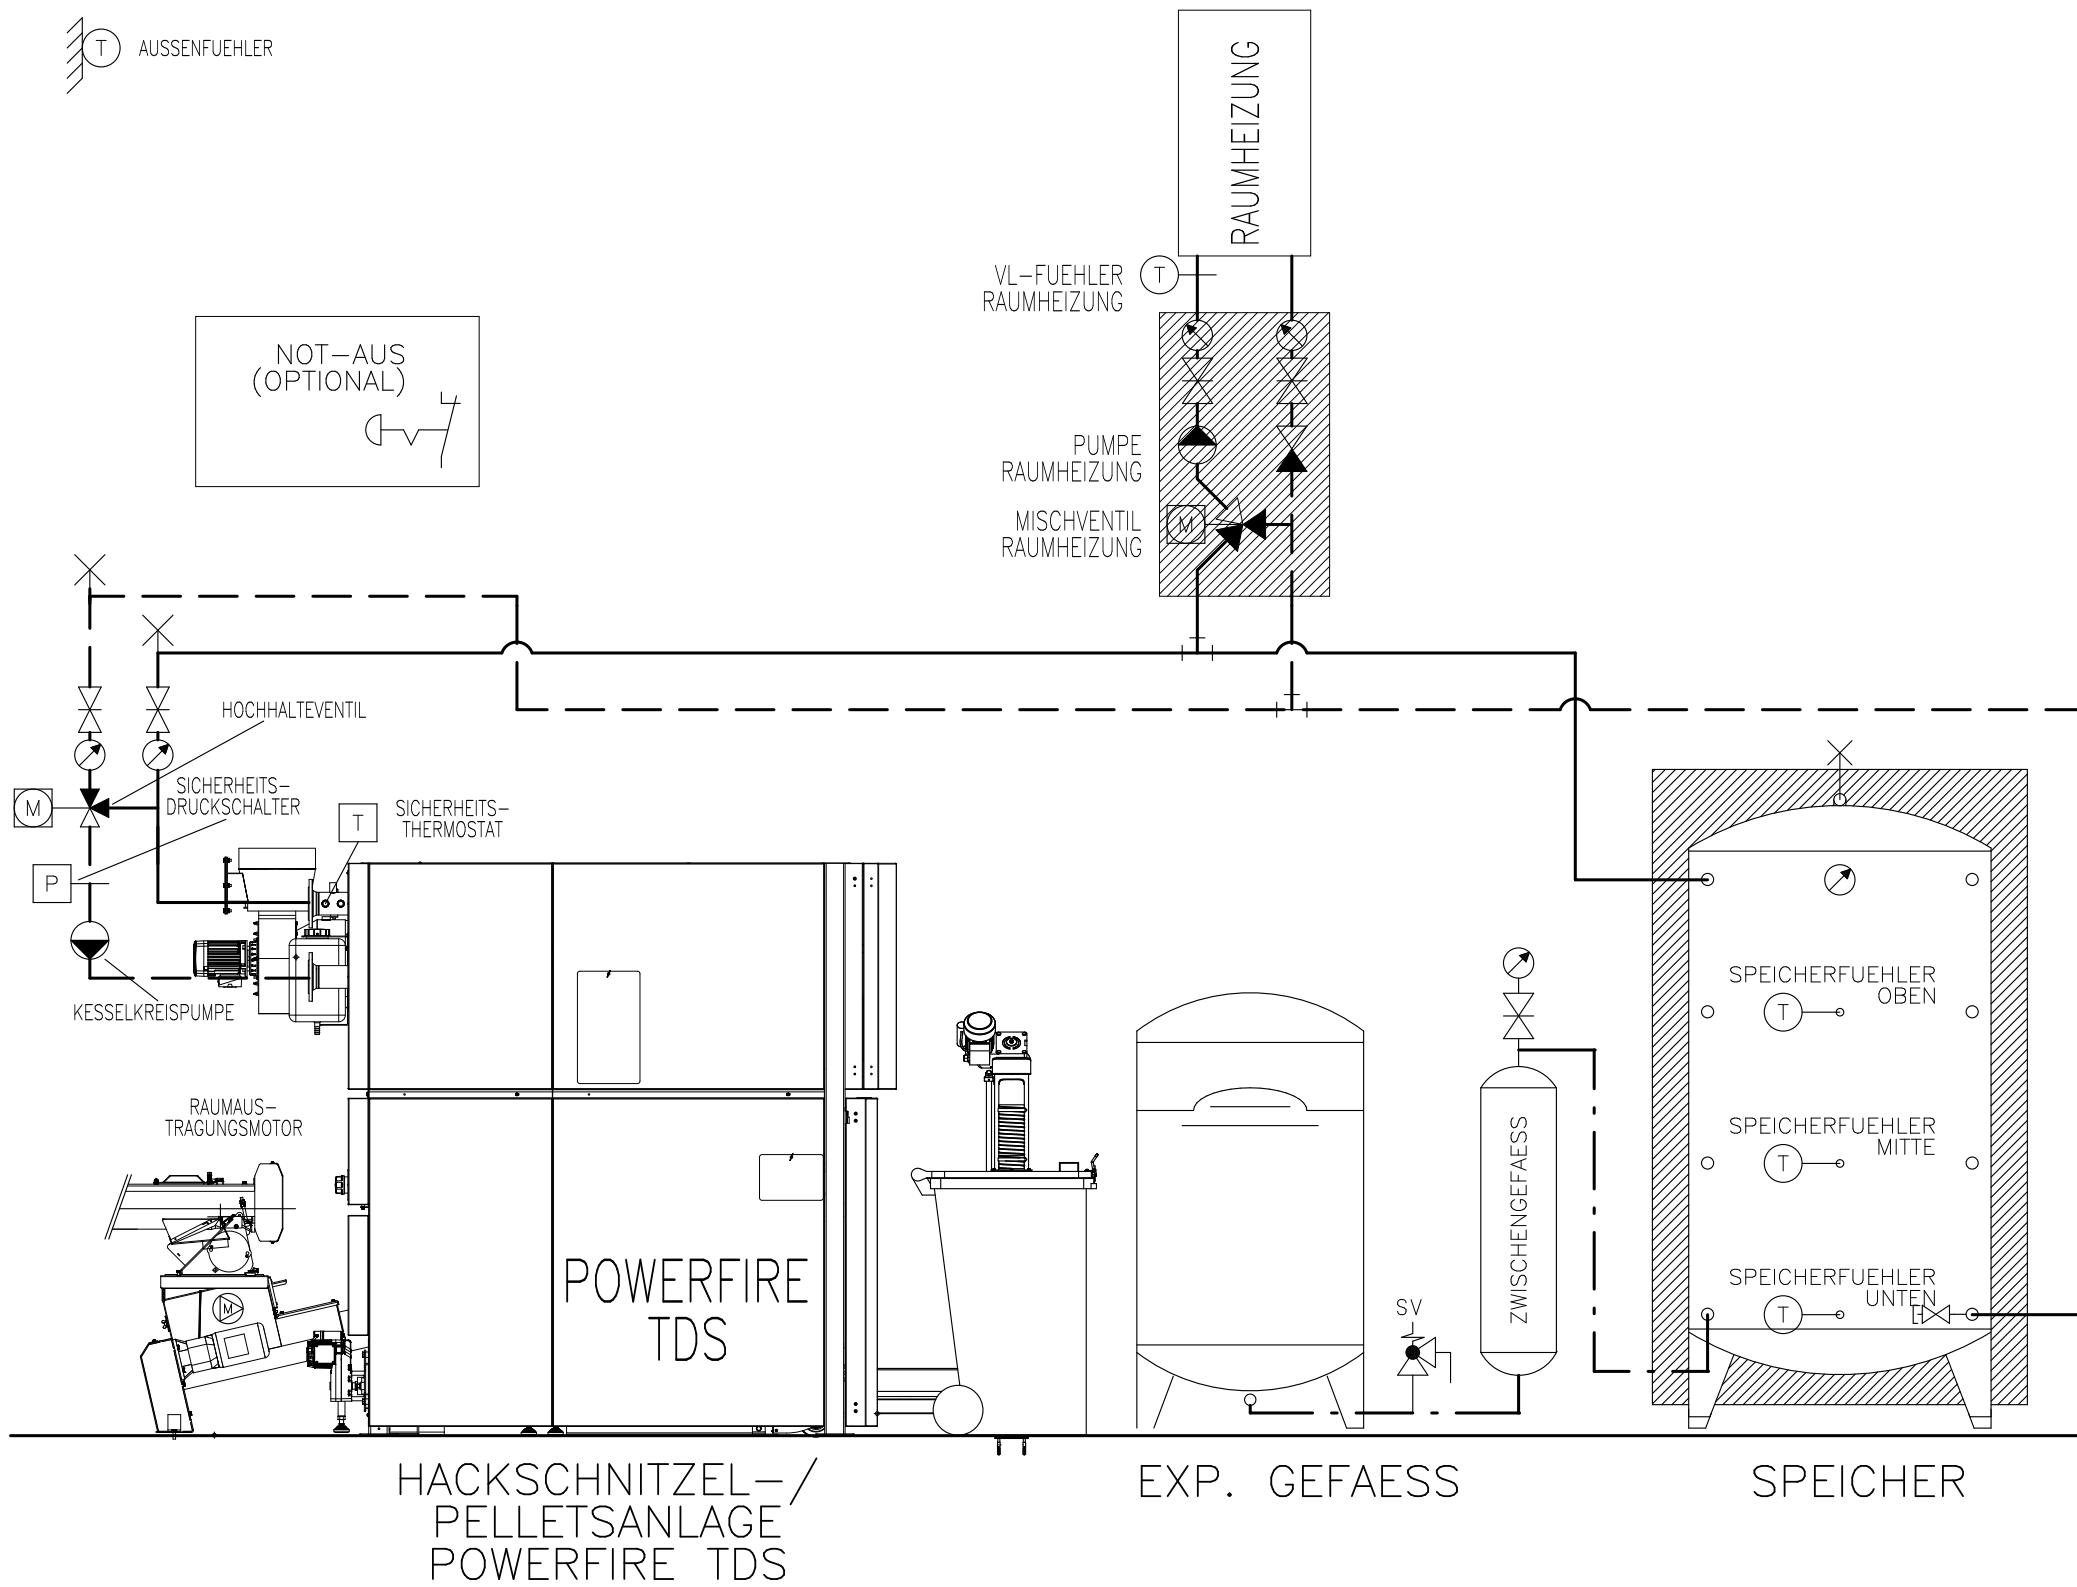 T AUSSENFUEHLER
RAUMHEIZUNG
VL-FUEHLER T
RAUMHEIZUNG
NOT-AUS
(OPTIONAL)
PUMPE
RAUMHEIZUNG
MISCHVENTIL
RAUMHEIZUNG
M
HOCHHALTEVENTIL
SICHERHEITS-
DRUCKSCHALTER
M
T
SICHERHEITS-
THERMOSTAT
P
KESSELKREISPUMPE
SPEICHERFUEHLER
OBEN
T
RAUMAUS-
TRAGUNGSMOTOR
SPEICHERFUEHLER
MITTE
T
ZWISCHENGEFAESS
POWERFIRE
TDS
M
SV
SPEICHERFUEHLER
UNTEN
T
HACKSCHNITZEL-/
PELLETSANLAGE
POWERFIRE TDS
EXP. GEFAESS
SPEICHER